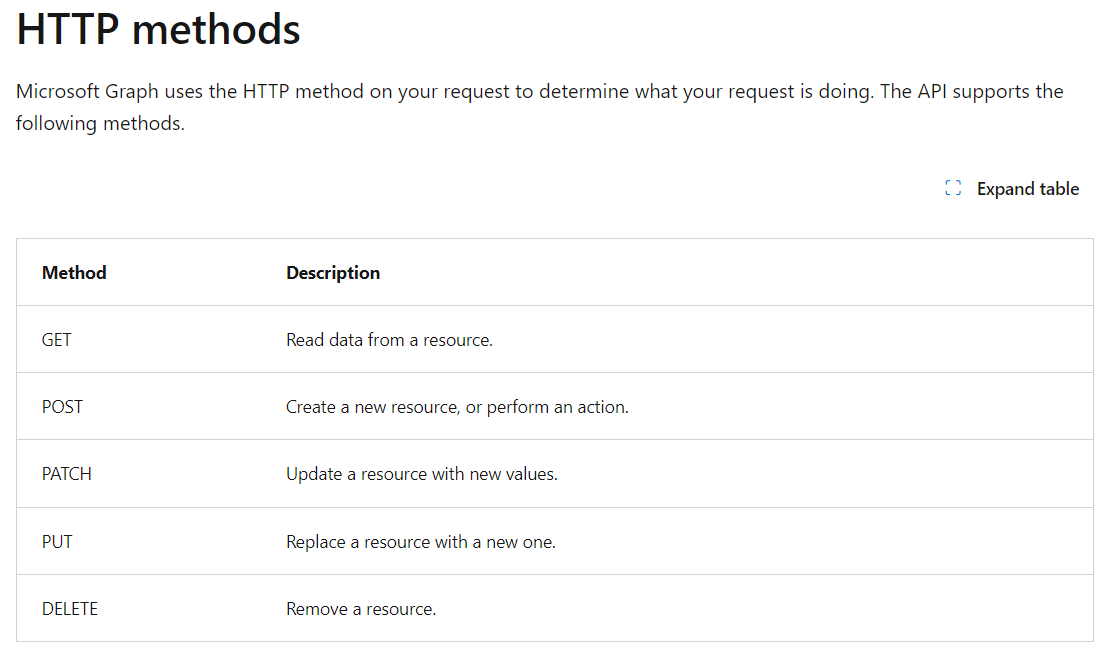 HTTP methods
Microsoft Graph uses the HTTP method on your request to determine what your request is doing. The API supports the
following methods.
Expand table
Method Description
GET Read data from a resource.
POST Create a new resource, or perform an action.
PATCH Update a resource with new values.
PUT Replace a resource with a new one.
DELETE Remove a resource.